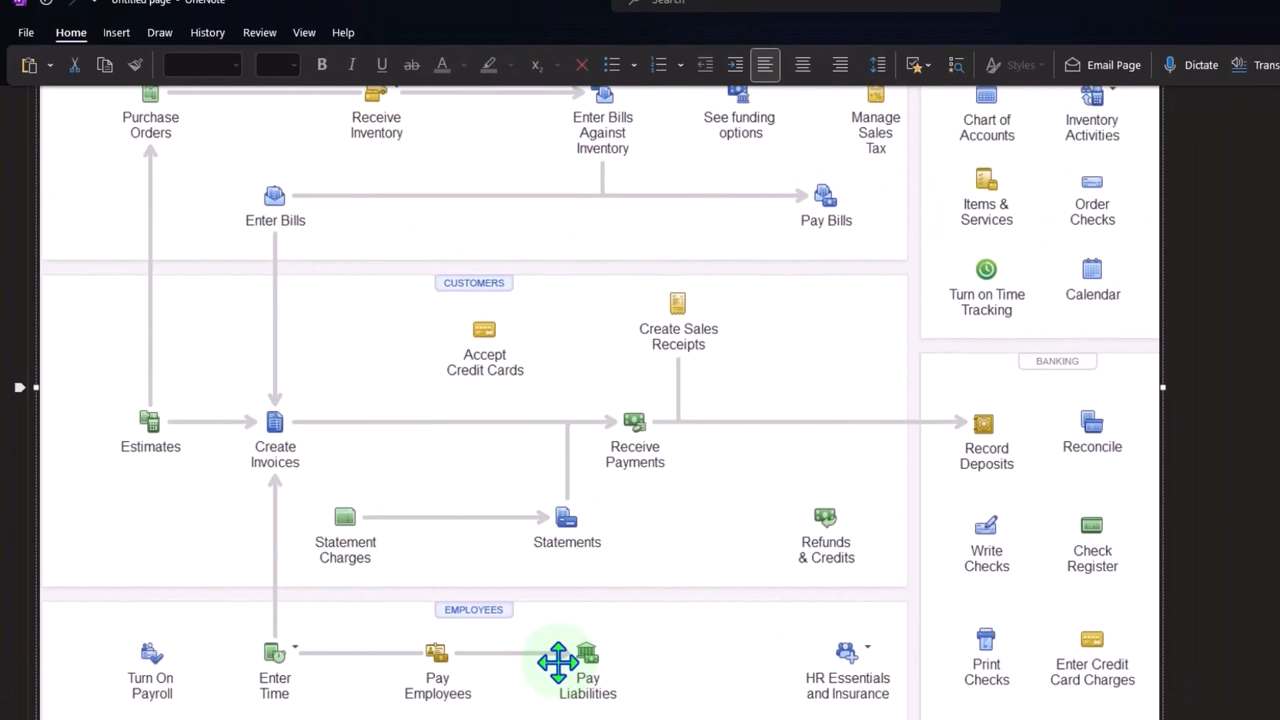 Untitled page - OneNote
Search
File Home Insert Draw History Review View Help
B I U ab A x Styles Email Page Dictate Trans
Purchase
Orders
Receive
Inventory
Enter Bills
Against
Inventory
See funding
options
Manage
Sales
Tax
Chart of
Accounts
Inventory
Activities
Enter Bills
Pay Bills
Items &
Services
Order
Checks
Turn on Time
Tracking
Calendar
CUSTOMERS
Accept
Credit Cards
Create Sales
Receipts
Estimates
Create
Invoices
Receive
Payments
Statement
Charges
Statements
Refunds
& Credits
BANKING
Record
Deposits
Reconcile
Write
Checks
Check
Register
Print
Checks
Enter Credit
Card Charges
EMPLOYEES
Turn On
Payroll
Enter
Time
Pay
Employees
Pay
Liabilities
HR Essentials
and Insurance